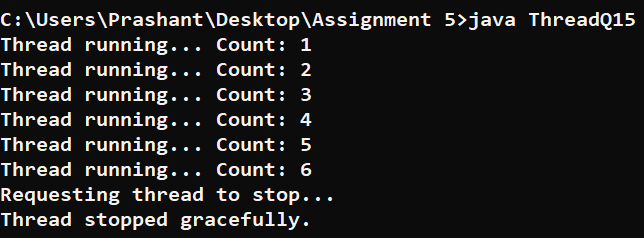 C:\Users\Prashant\Desktop\Assignment 5>java ThreadQ15
Thread running... Count: 1
Thread running... Count: 2
Thread running... Count: 3
Thread running... Count: 4
Thread running... Count: 5
Thread running... Count: 6
Requesting thread to stop...
Thread stopped gracefully.